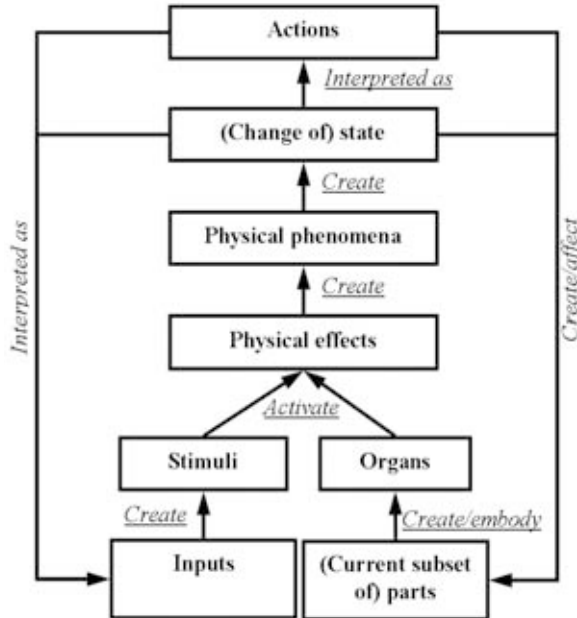 Actions
Interpreted as
(Change of) state
Create
Physical phenomena
Create
Physical effects
Activate
Stimuli
Organs
Create
Create/embody
Inputs
(Current subset
of) parts
Interpreted as
Create/affect